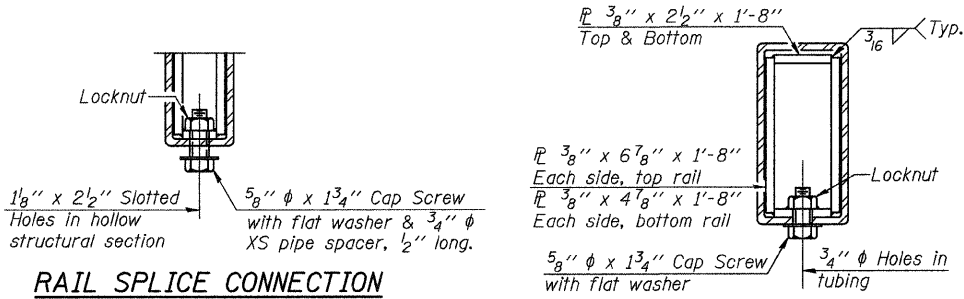 Locknut
1 1/8" x 2 1/2" Slotted
Holes in hollow
structural section
5/8" ϕ x 1 3/4" Cap Screw
with flat washer & 3/4" ϕ
XS pipe spacer, 1/2" long.
RAIL SPLICE CONNECTION
℄ 3/8" x 2 1/2" x 1'-8"
Top & Bottom
3/16
Typ.
℄ 3/8" x 6 7/8" x 1'-8"
Each side, top rail
℄ 3/8" x 4 7/8" x 1'-8"
Each side, bottom rail
Locknut
5/8" ϕ x 1 3/4" Cap Screw
with flat washer
3/4" ϕ Holes in
tubing